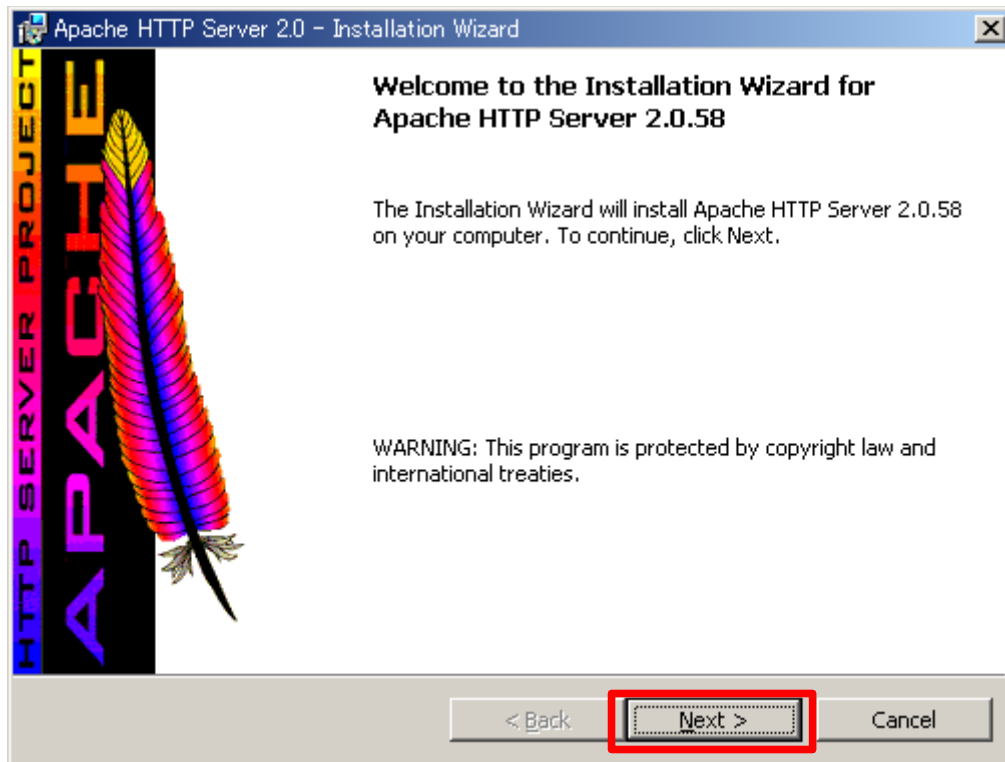 Apache HTTP Server 2.0 - Installation Wizard
HTTP SERVER PROJECT
APACHE
Welcome to the Installation Wizard for
Apache HTTP Server 2.0.58
The Installation Wizard will install Apache HTTP Server 2.0.58
on your computer. To continue, click Next.
WARNING: This program is protected by copyright law and
international treaties.
< Back
Next >
Cancel